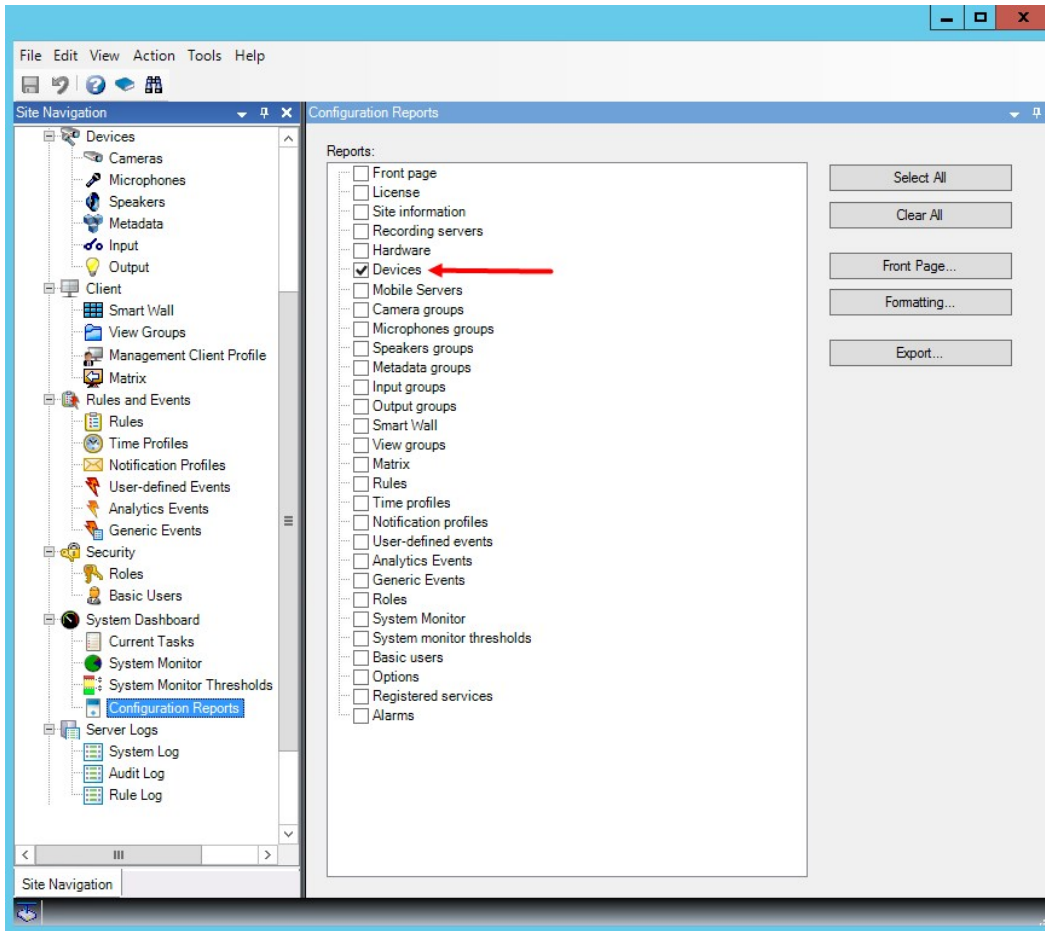 File Edit View Action Tools Help
Site Navigation
Devices
Cameras
Microphones
Speakers
Metadata
Input
Output
Client
Smart Wall
View Groups
Management Client Profile
Matrix
Rules and Events
Rules
Time Profiles
Notification Profiles
User-defined Events
Analytics Events
Generic Events
Security
Roles
Basic Users
System Dashboard
Current Tasks
System Monitor
System Monitor Thresholds
Configuration Reports
Server Logs
System Log
Audit Log
Rule Log
Site Navigation
Configuration Reports
Reports:
Front page
License
Site information
Recording servers
Hardware
Devices
Mobile Servers
Camera groups
Microphones groups
Speakers groups
Metadata groups
Input groups
Output groups
Smart Wall
View groups
Matrix
Rules
Time profiles
Notification profiles
User-defined events
Analytics Events
Generic Events
Roles
System Monitor
System monitor thresholds
Basic users
Options
Registered services
Alarms
Select All
Clear All
Front Page...
Formatting...
Export...